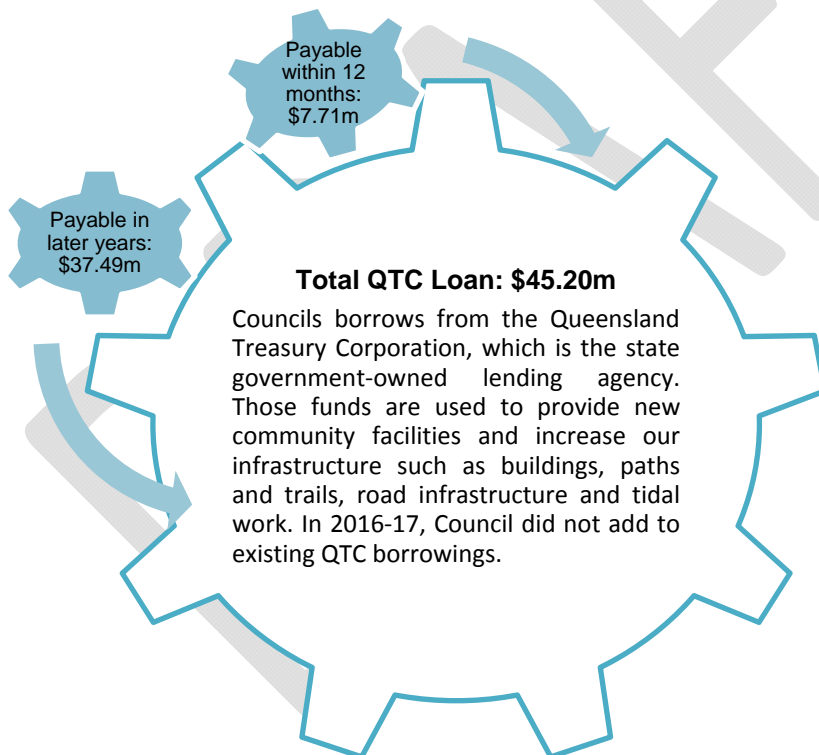 Payable
within 12
months:
$7.71m
Payable in
later years:
$37.49m
Total QTC Loan: $45.20m
Councils borrows from the Queensland
Treasury Corporation, which is the state
government-owned lending agency.
Those funds are used to provide new
community facilities and increase our
infrastructure such as buildings, paths
and trails, road infrastructure and tidal
work. In 2016-17, Council did not add to
existing QTC borrowings.